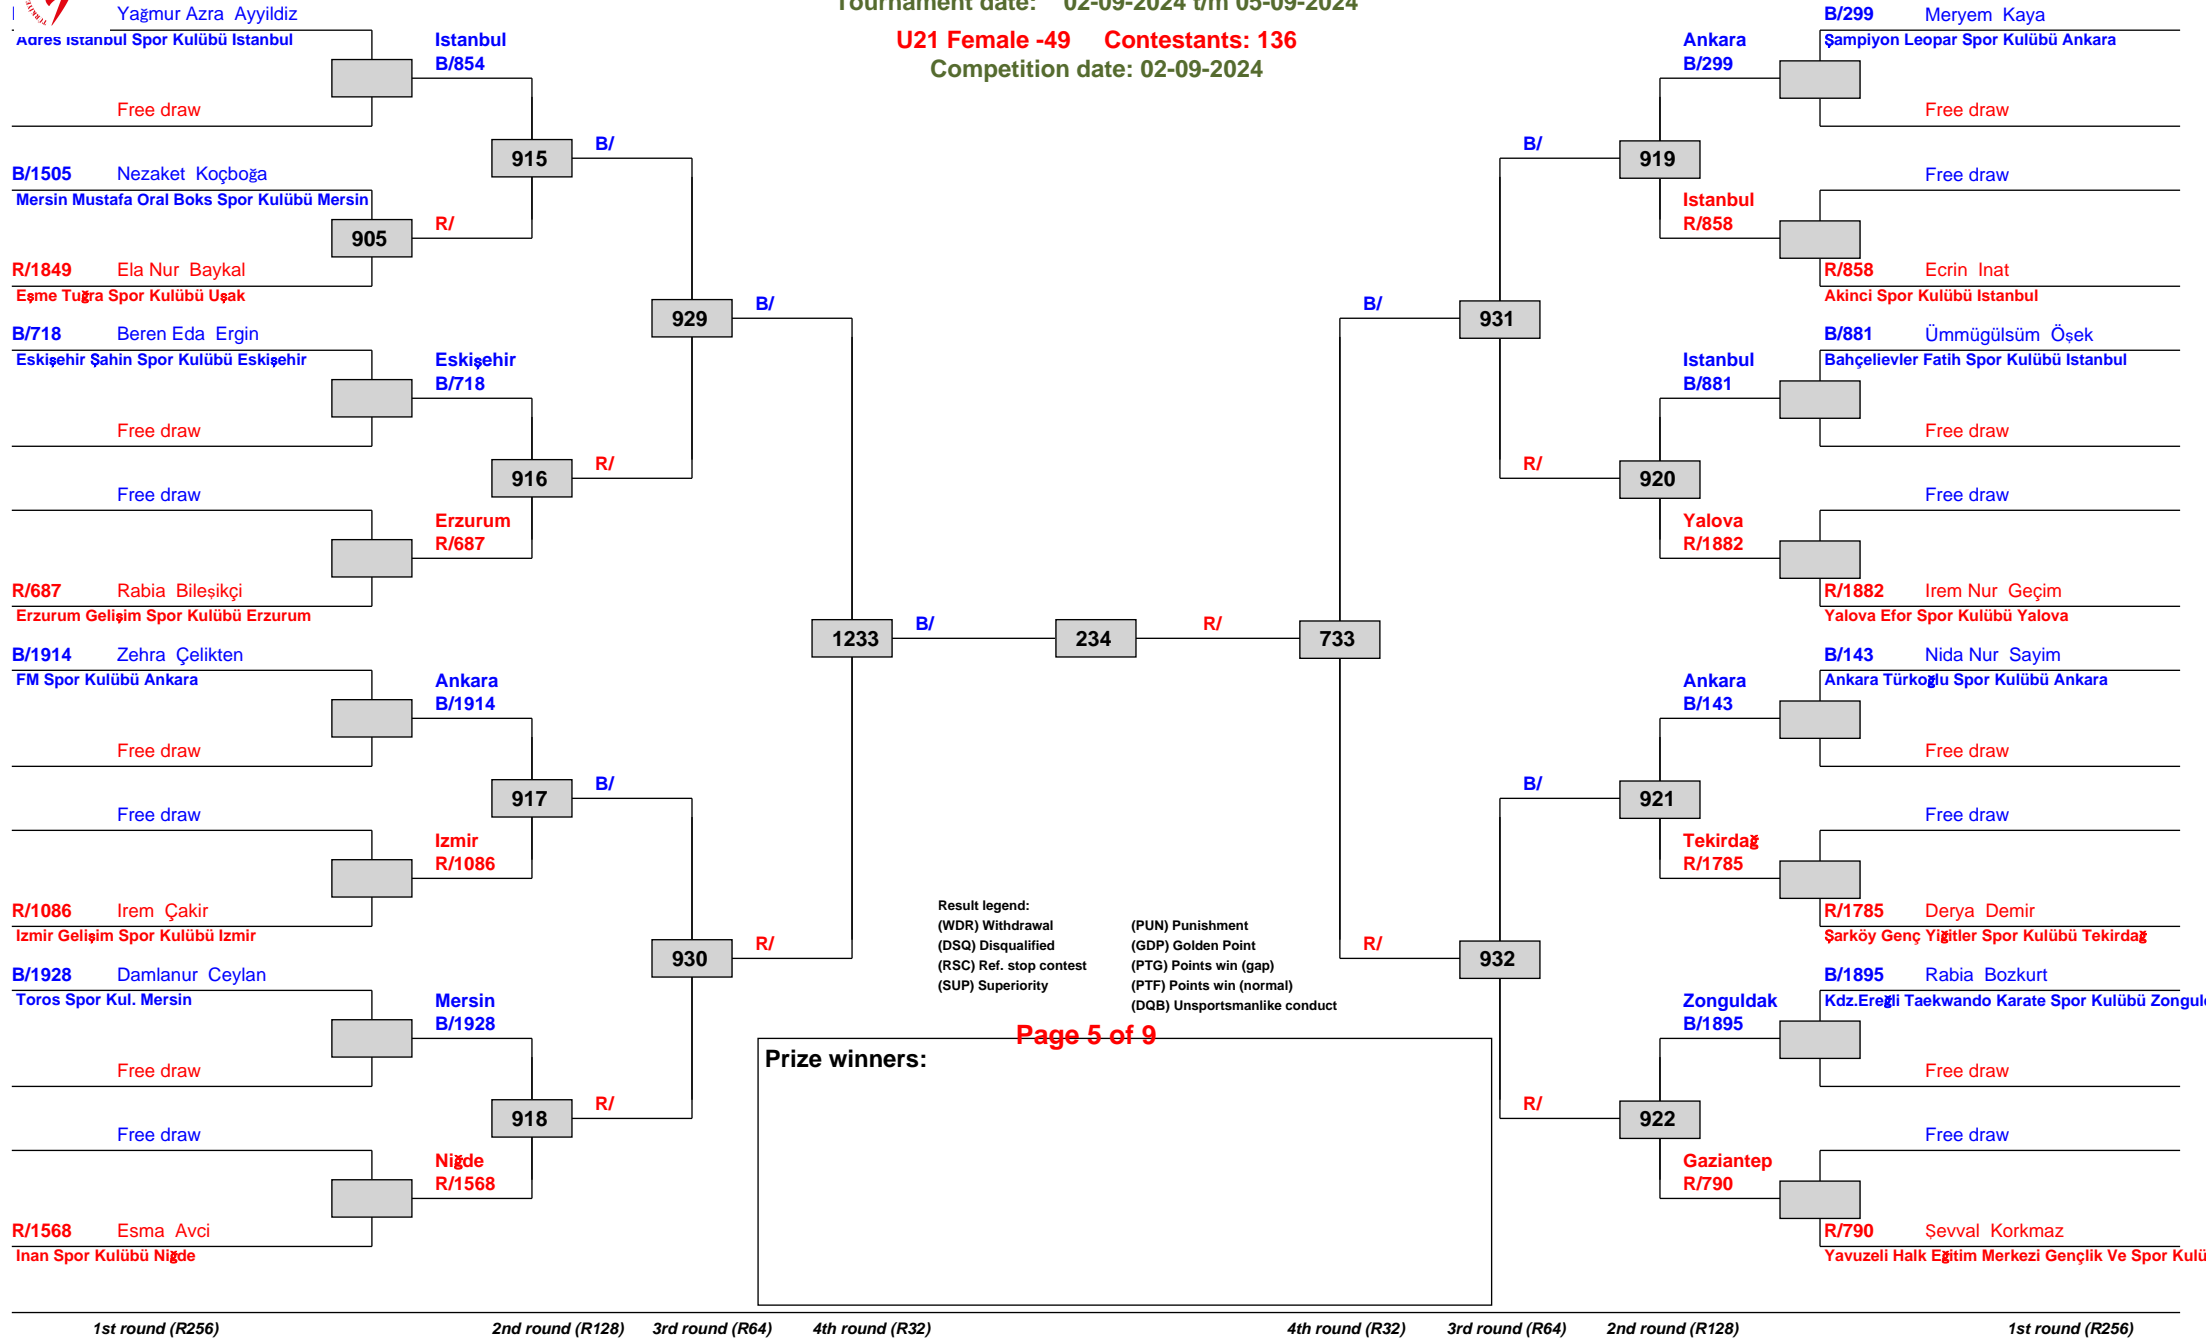 Tournament date: 02-09-2024 t/m 05-09-2024
U21 Female -49 Contestants: 136
Competition date: 02-09-2024
Yağmur Azra Ayyildiz
Adres Istanbul Spor Kulübü Istanbul
Free draw
B/1505 Nezaket Koçboğa
Mersin Mustafa Oral Boks Spor Kulübü Mersin
R/1849 Ela Nur Baykal
Eşme Tuğra Spor Kulübü Uşak
B/718 Beren Eda Ergin
Eskişehir Şahin Spor Kulübü Eskişehir
Free draw
Free draw
R/687 Rabia Bileşikçi
Erzurum Gelişim Spor Kulübü Erzurum
B/1914 Zehra Çelikten
FM Spor Kulübü Ankara
Free draw
Free draw
R/1086 Irem Çakir
Izmir Gelişim Spor Kulübü Izmir
B/1928 Damlanur Ceylan
Toros Spor Kul. Mersin
Free draw
Free draw
R/1568 Esma Avci
Inan Spor Kulübü Niğde
905
Istanbul
B/854
R/
Eskişehir
B/718
Erzurum
R/687
Ankara
B/1914
Izmir
R/1086
Mersin
B/1928
Niğde
R/1568
915
916
917
918
B/
R/
B/
R/
929
930
B/
R/
1233
B/
234
R/
733
B/
R/
931
932
B/
R/
B/
R/
919
920
921
922
Ankara
B/299
Istanbul
R/858
Istanbul
B/881
Yalova
R/1882
Ankara
B/143
Tekirdağ
R/1785
Zonguldak
B/1895
Gaziantep
R/790
B/299 Meryem Kaya
Şampiyon Leopar Spor Kulübü Ankara
Free draw
Free draw
R/858 Ecrin Inat
Akinci Spor Kulübü Istanbul
B/881 Ümmügülsüm Öşek
Bahçelievler Fatih Spor Kulübü Istanbul
Free draw
Free draw
R/1882 Irem Nur Geçim
Yalova Efor Spor Kulübü Yalova
B/143 Nida Nur Sayim
Ankara Türkoğlu Spor Kulübü Ankara
Free draw
Free draw
R/1785 Derya Demir
Şarköy Genç Yiğitler Spor Kulübü Tekirdağ
B/1895 Rabia Bozkurt
Kdz.Ereğli Taekwando Karate Spor Kulübü
Free draw
Free draw
R/790 Şevval Korkmaz
Yavuzeli Halk Eğitim Merkezi Gençlik Ve Spor
Result legend:
(WDR) Withdrawal (PUN) Punishment
(DSQ) Disqualified (GDP) Golden Point
(RSC) Ref. stop contest (PTG) Points win (gap)
(SUP) Superiority (PTF) Points win (normal)
(DQB) Unsportsmanlike conduct
Page 5 of 9
Prize winners:
1st round (R256) 2nd round (R128) 3rd round (R64) 4th round (R32) 4th round (R32) 3rd round (R64) 2nd round (R128) 1st round (R256)